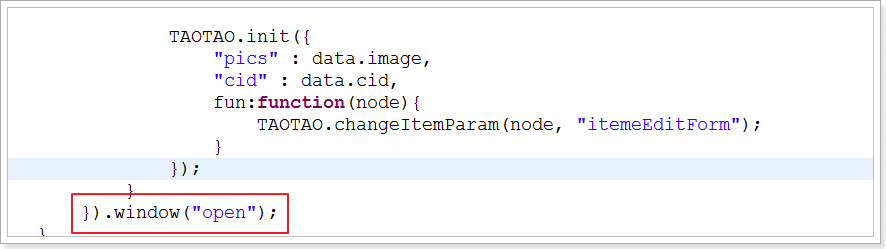 TAOTAO.init({
"pics" : data.image,
"cid" : data.cid,
fun:function(node){
TAOTAO.changeItemParam(node, "itemeEditForm");
}
});
}
}).window("open");
}